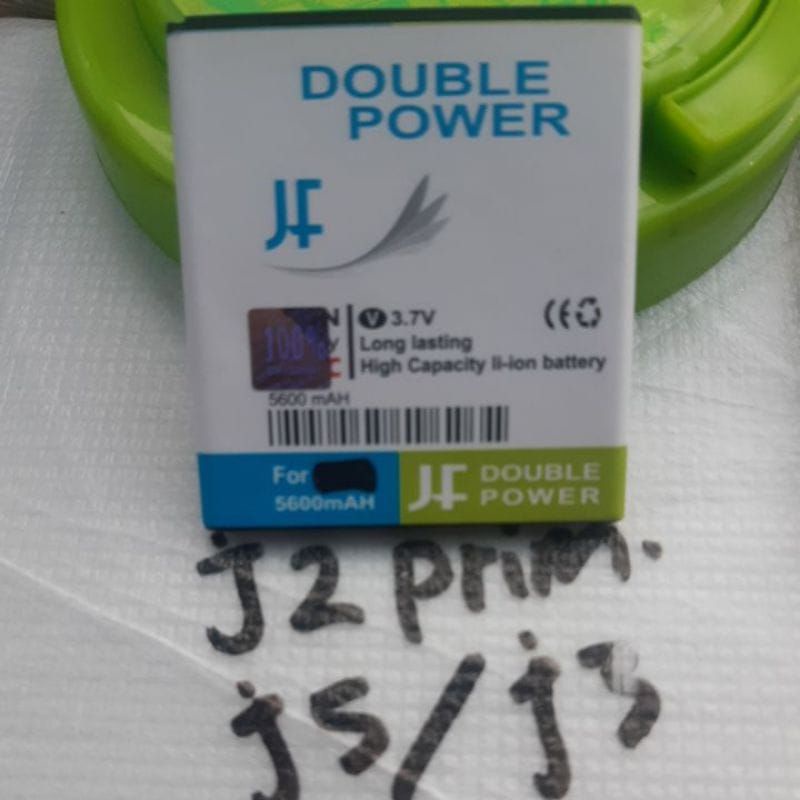 DOUBLE
POWER
JF
N V 3.7V
100% y Long lasting
High Capacity li-ion battery
5600 mAH
For
5600mAH
JF DOUBLE
POWER
J2 prim.
j5/j3